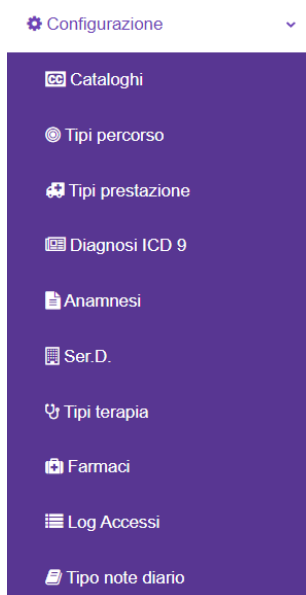 Configurazione
Cataloghi
Tipi percorso
Tipi prestazione
Diagnosi ICD 9
Anamnesi
Ser.D.
Tipi terapia
Farmaci
Log Accessi
Tipo note diario